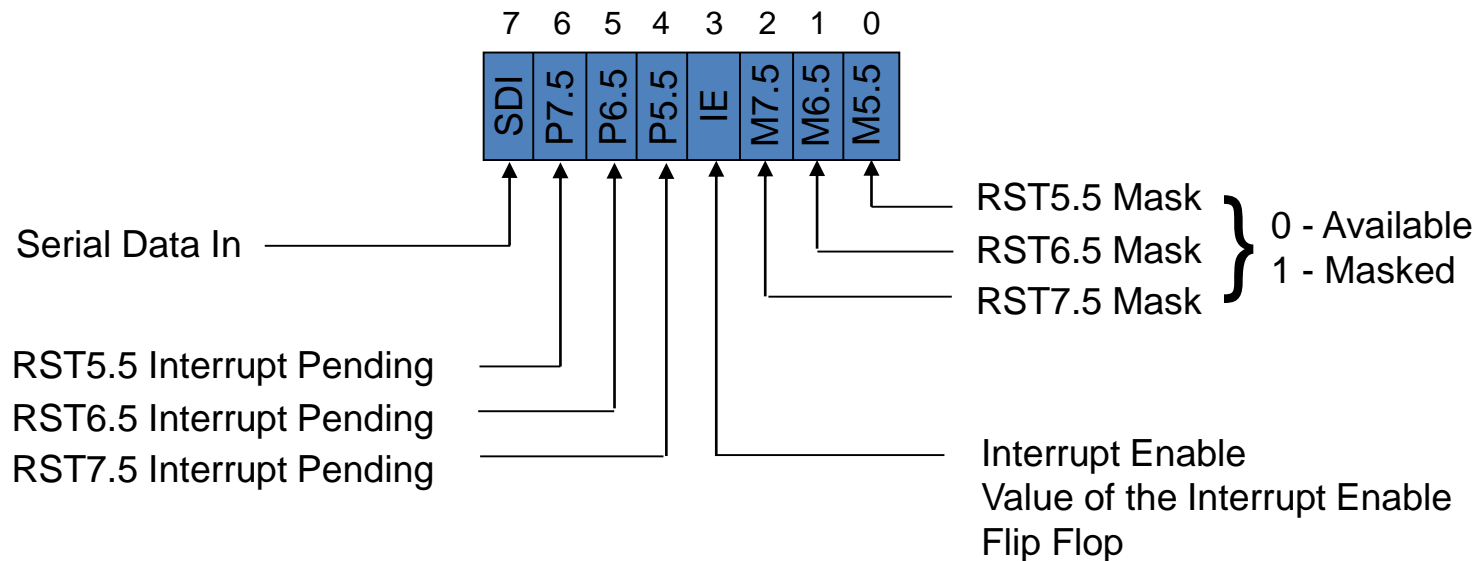 7 6 5 4 3 2 1 0
SDI P7.5 P6.5 P5.5 IE M7.5 M6.5 M5.5
RST5.5 Mask
RST6.5 Mask
RST7.5 Mask
} 0 - Available
1 - Masked
Serial Data In
RST5.5 Interrupt Pending
RST6.5 Interrupt Pending
RST7.5 Interrupt Pending
Interrupt Enable
Value of the Interrupt Enable
Flip Flop